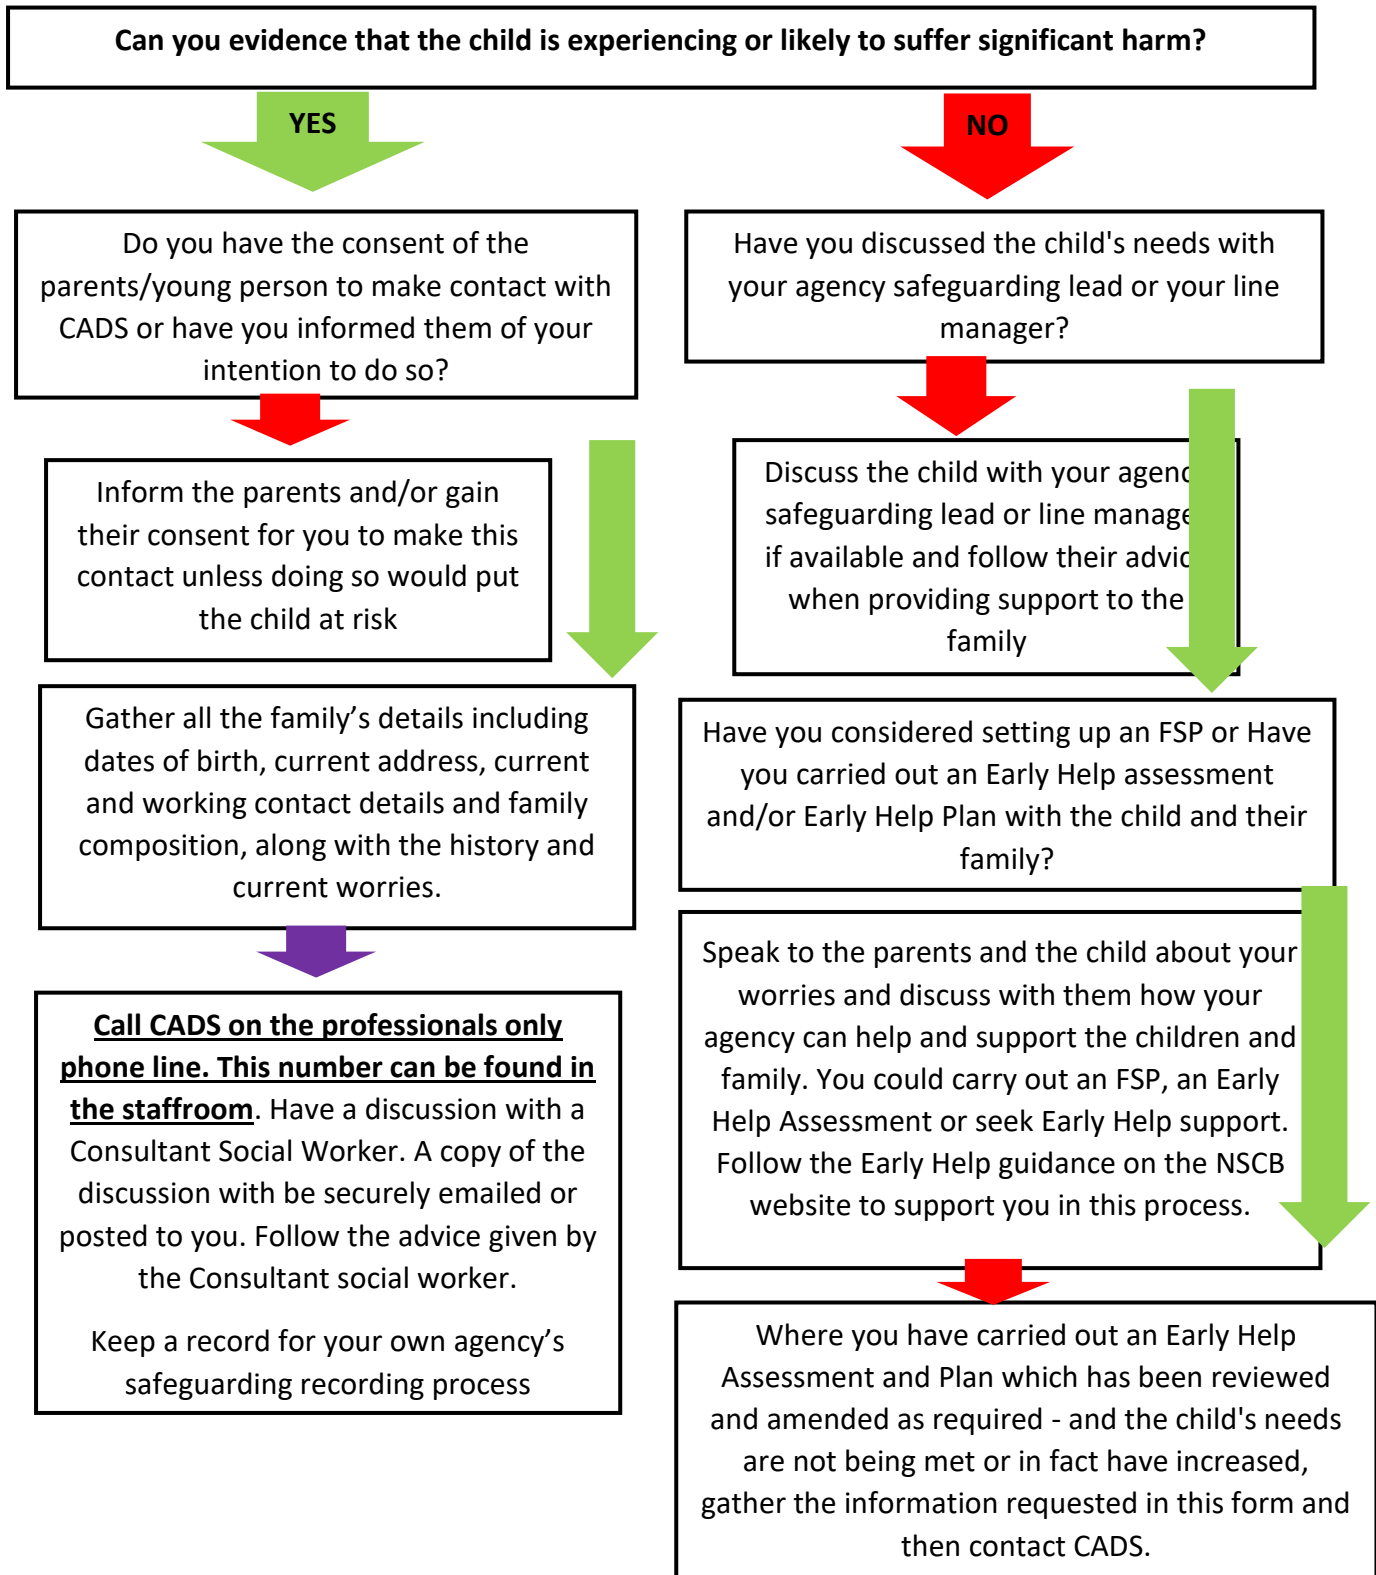 Can you evidence that the child is experiencing or likely to suffer significant harm?
YES
NO
Do you have the consent of the
parents/young person to make contact with
CADS or have you informed them of your
intention to do so?
Inform the parents and/or gain
their consent for you to make this
contact unless doing so would put
the child at risk
Gather all the family’s details including
dates of birth, current address, current
and working contact details and family
composition, along with the history and
current worries.
Call CADS on the professionals only
phone line. This number can be found in
the staffroom. Have a discussion with a
Consultant Social Worker. A copy of the
discussion with be securely emailed or
posted to you. Follow the advice given by
the Consultant social worker.
Keep a record for your own agency’s
safeguarding recording process
Have you discussed the child's needs with
your agency safeguarding lead or your line
manager?
Discuss the child with your
safeguarding lead or line
if available and follow their
when providing support to the
family
Have you considered setting up an FSP or Have
you carried out an Early Help assessment
and/or Early Help Plan with the child and their
family?
Speak to the parents and the child about your
worries and discuss with them how your
agency can help and support the children and
family. You could carry out an FSP, an Early
Help Assessment or seek Early Help support.
Follow the Early Help guidance on the NSCB
website to support you in this process.
Where you have carried out an Early Help
Assessment and Plan which has been reviewed
and amended as required - and the child's needs
are not being met or in fact have increased,
gather the information requested in this form and
then contact CADS.